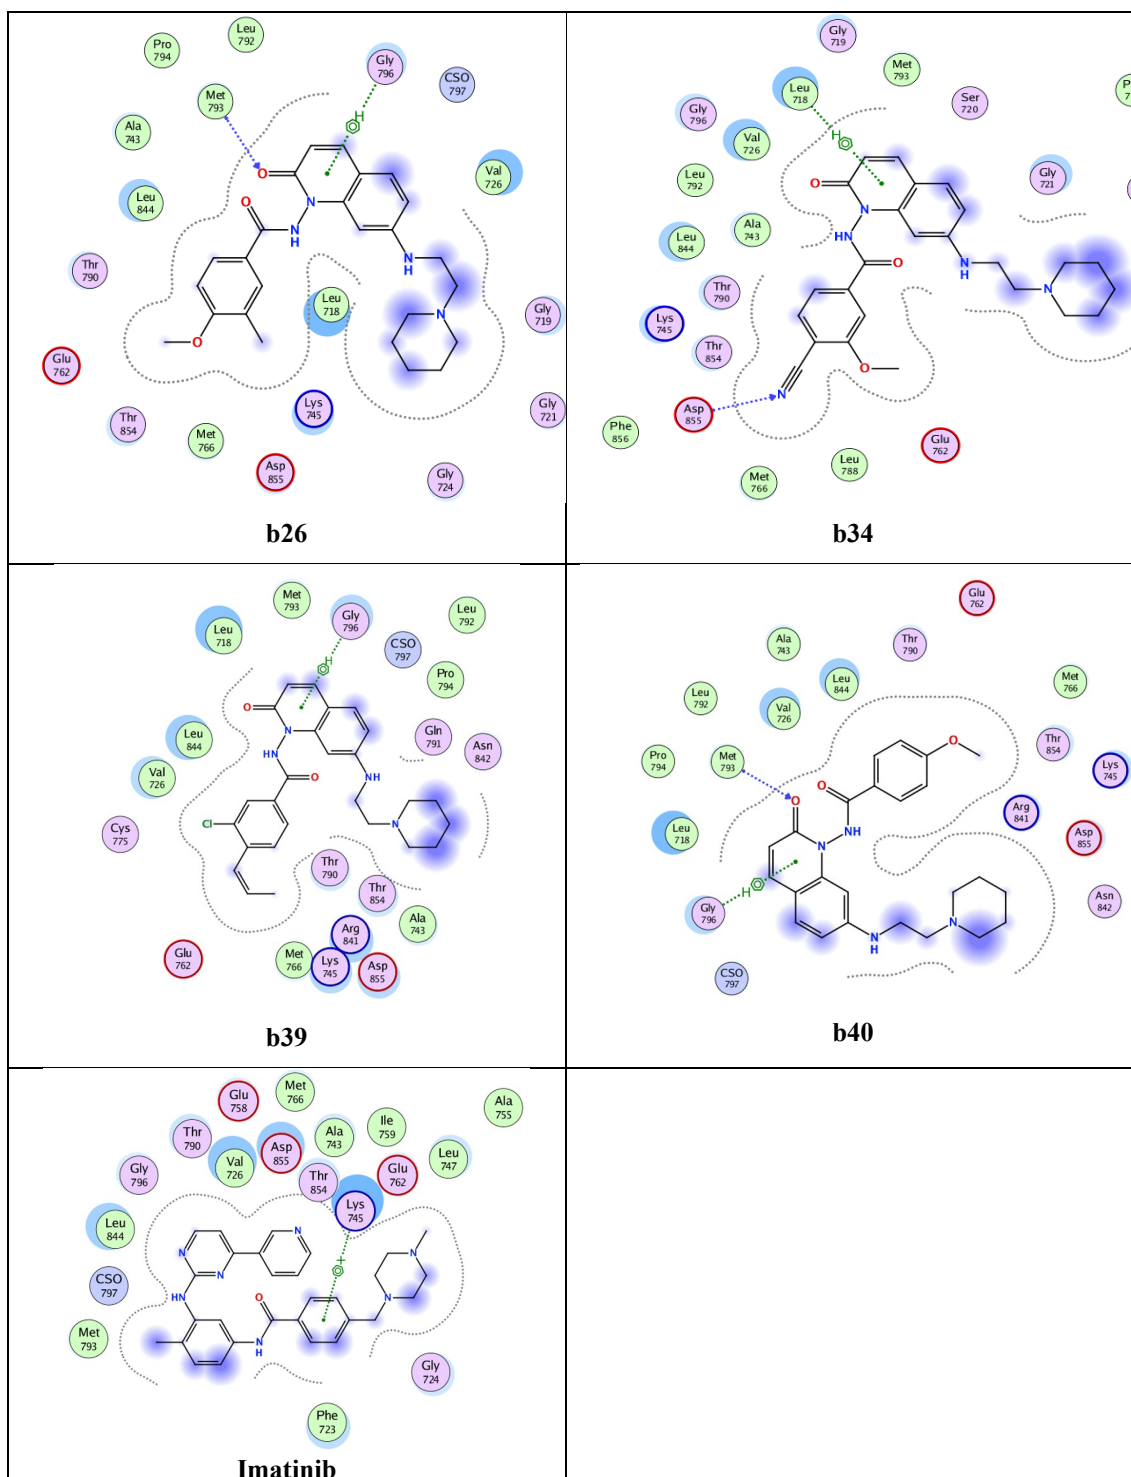 Leu
792
Pro
794
Gly
796
CSO
797
Met
793
Ala
743
Val
726
Leu
844
Thr
790
Leu
718
Gly
719
Glu
762
Lys
745
Gly
721
Thr
854
Met
766
Asp
855
Gly
724
H
O
O
N
NH
N
H
N
O
b26
Gly
719
Met
793
Leu
718
Ser
720
Gly
796
Val
726
Leu
792
Gly
721
Ala
743
Leu
844
Thr
790
Lys
745
Thr
854
Asp
855
Phe
856
Glu
762
Leu
788
Met
766
H
O
N
HN
O
N
H
N
O
N
b34
Met
793
Gly
796
Leu
792
Leu
718
CSO
797
Pro
794
Leu
844
Gln
791
Asn
842
Val
726
Cys
775
Thr
790
Thr
854
Ala
743
Arg
841
Glu
762
Met
766
Lys
745
Asp
855
H
O
N
HN
O
NH
N
Cl
b39
Glu
762
Ala
743
Thr
790
Leu
844
Met
766
Leu
792
Val
726
Thr
854
Pro
794
Met
793
Lys
745
Arg
841
Leu
718
Asp
855
Gly
796
Asn
842
CSO
797
O
O
O
NH
N
H
N
N
H
b40
Met
766
Glu
758
Ala
755
Thr
790
Ala
743
Ile
759
Asp
855
Leu
747
Val
726
Gly
796
Thr
854
Glu
762
Lys
745
Leu
844
CSO
797
Met
793
Gly
724
Phe
723
N
N
N
HN
O
N
H
N
N
+
Imatinib